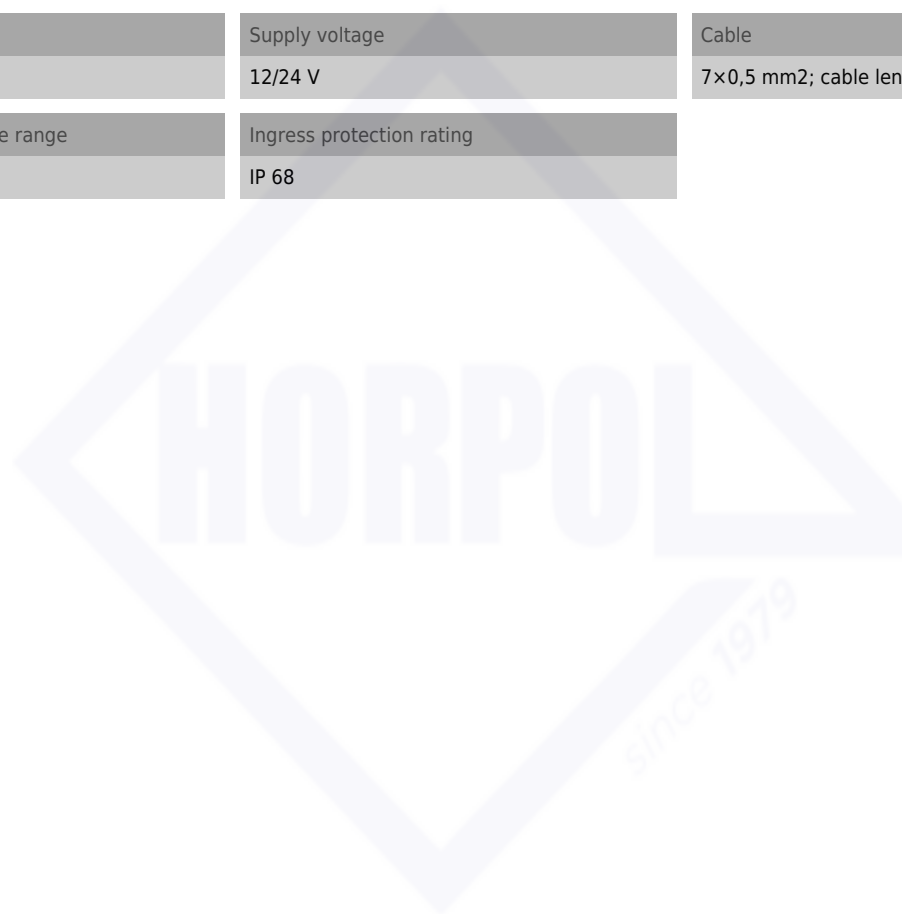 Supply voltage
Cable
12/24 V
7×0,5 mm2; cable len
e range
Ingress protection rating
IP 68
HORPOL
since 1979